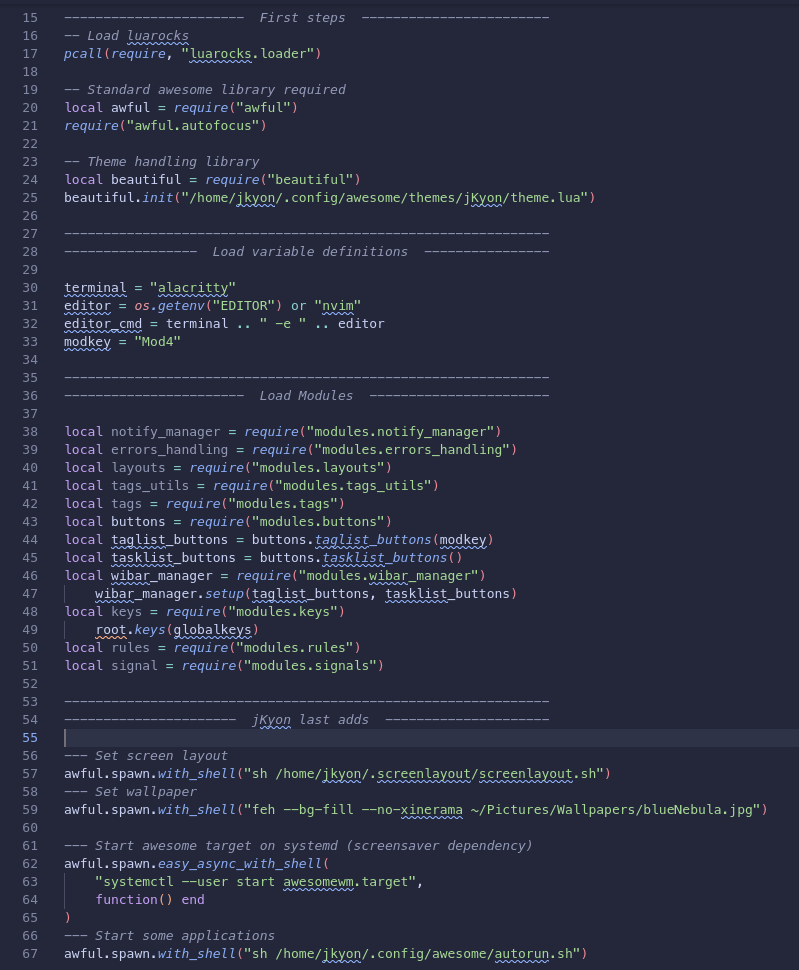 15 ----------------------- First steps ------------------------
16 -- Load luarocks
17 pcall(require, "luarocks.loader")
18
19 -- Standard awesome library required
20 local awful = require("awful")
21 require("awful.autofocus")
22
23 -- Theme handling library
24 local beautiful = require("beautiful")
25 beautiful.init("/home/jkyon/.config/awesome/themes/jKyon/theme.lua")
26
27 --------------------------------------------------------------
28 ----------------- Load variable definitions ----------------
29
30 terminal = "alacritty"
31 editor = os.getenv("EDITOR") or "nvim"
32 editor_cmd = terminal .. " -e " .. editor
33 modkey = "Mod4"
34
35 --------------------------------------------------------------
36 ----------------------- Load Modules -----------------------
37
38 local notify_manager = require("modules.notify_manager")
39 local errors_handling = require("modules.errors_handling")
40 local layouts = require("modules.layouts")
41 local tags_utils = require("modules.tags_utils")
42 local tags = require("modules.tags")
43 local buttons = require("modules.buttons")
44 local taglist_buttons = buttons.taglist_buttons(modkey)
45 local tasklist_buttons = buttons.tasklist_buttons()
46 local wibar_manager = require("modules.wibar_manager")
47     wibar_manager.setup(taglist_buttons, tasklist_buttons)
48 local keys = require("modules.keys")
49     root.keys(globalkeys)
50 local rules = require("modules.rules")
51 local signal = require("modules.signals")
52
53 --------------------------------------------------------------
54 ---------------------- jKyon last adds ---------------------
55
56 --- Set screen layout
57 awful.spawn.with_shell("sh /home/jkyon/.screenlayout/screenlayout.sh")
58 --- Set wallpaper
59 awful.spawn.with_shell("feh --bg-fill --no-xinerama ~/Pictures/Wallpapers/blueNebula.jpg")
60
61 --- Start awesome target on systmd (screensaver dependency)
62 awful.spawn.easy_async_with_shell(
63     "systemctl --user start awesomewm.target",
64     function() end
65 )
66 --- Start some applications
67 awful.spawn.with_shell("sh /home/jkyon/.config/awesome/autorun.sh")